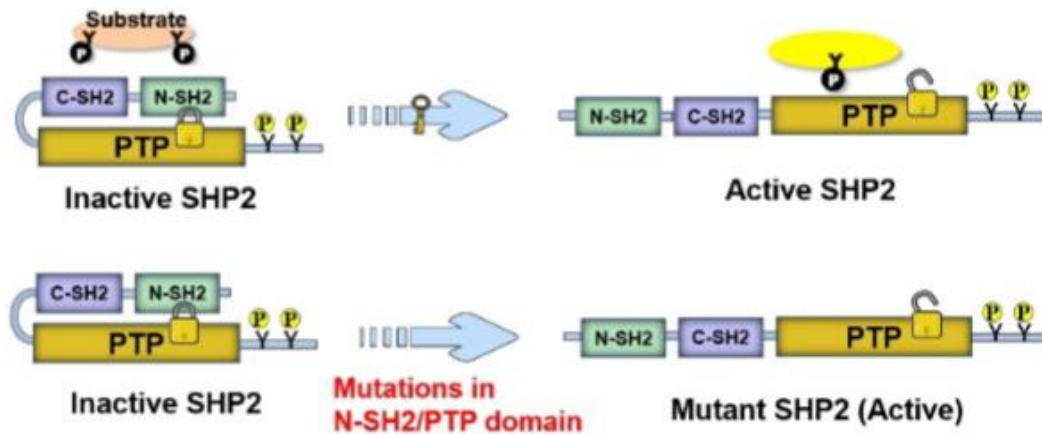 Substrate
P P
C-SH2 N-SH2
PTP
P P
Inactive SHP2
P
N-SH2 C-SH2 PTP
P P
Active SHP2
C-SH2 N-SH2
PTP
P P
Inactive SHP2
Mutations in
N-SH2/PTP domain
N-SH2 C-SH2 PTP
P P
Mutant SHP2 (Active)